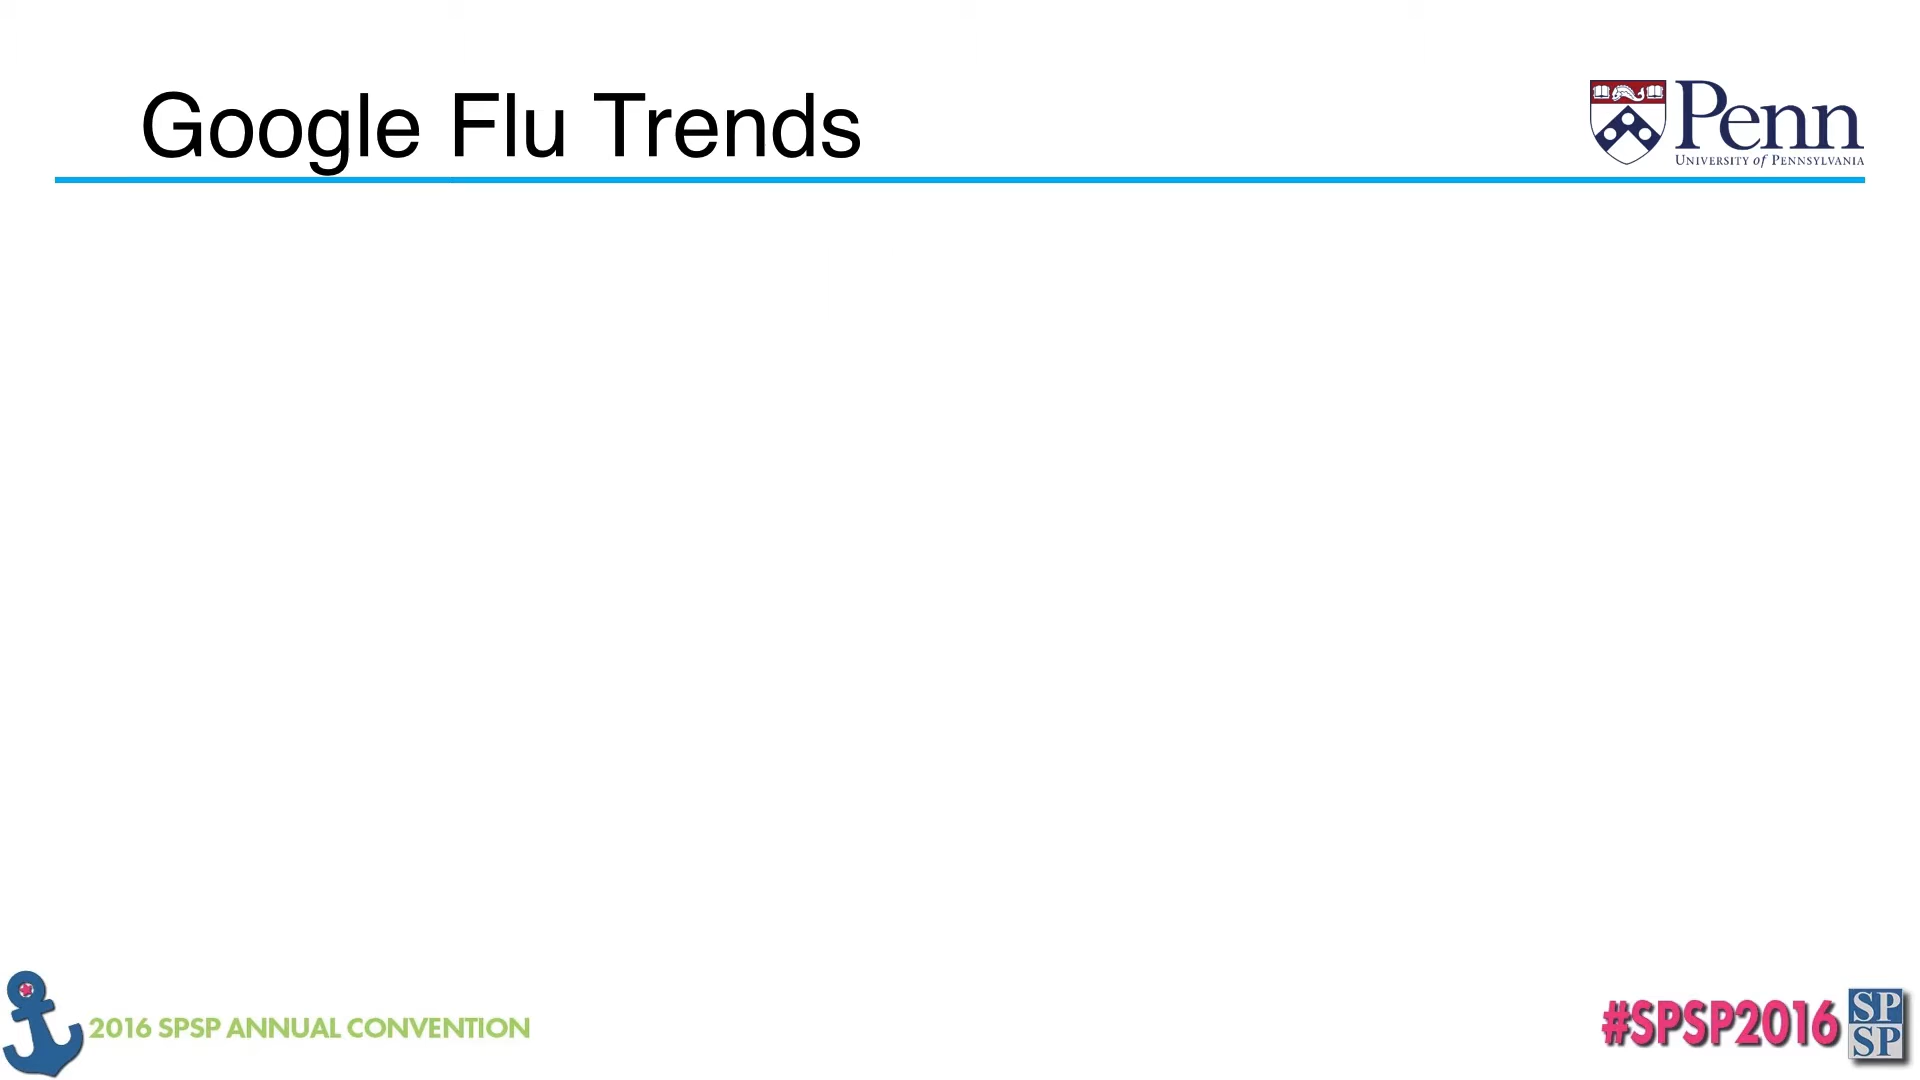 Google Flu Trends
Penn
UNIVERSITY of PENNSYLVANIA
2016 SPSP ANNUAL CONVENTION
#SPSP2016
SP
SP